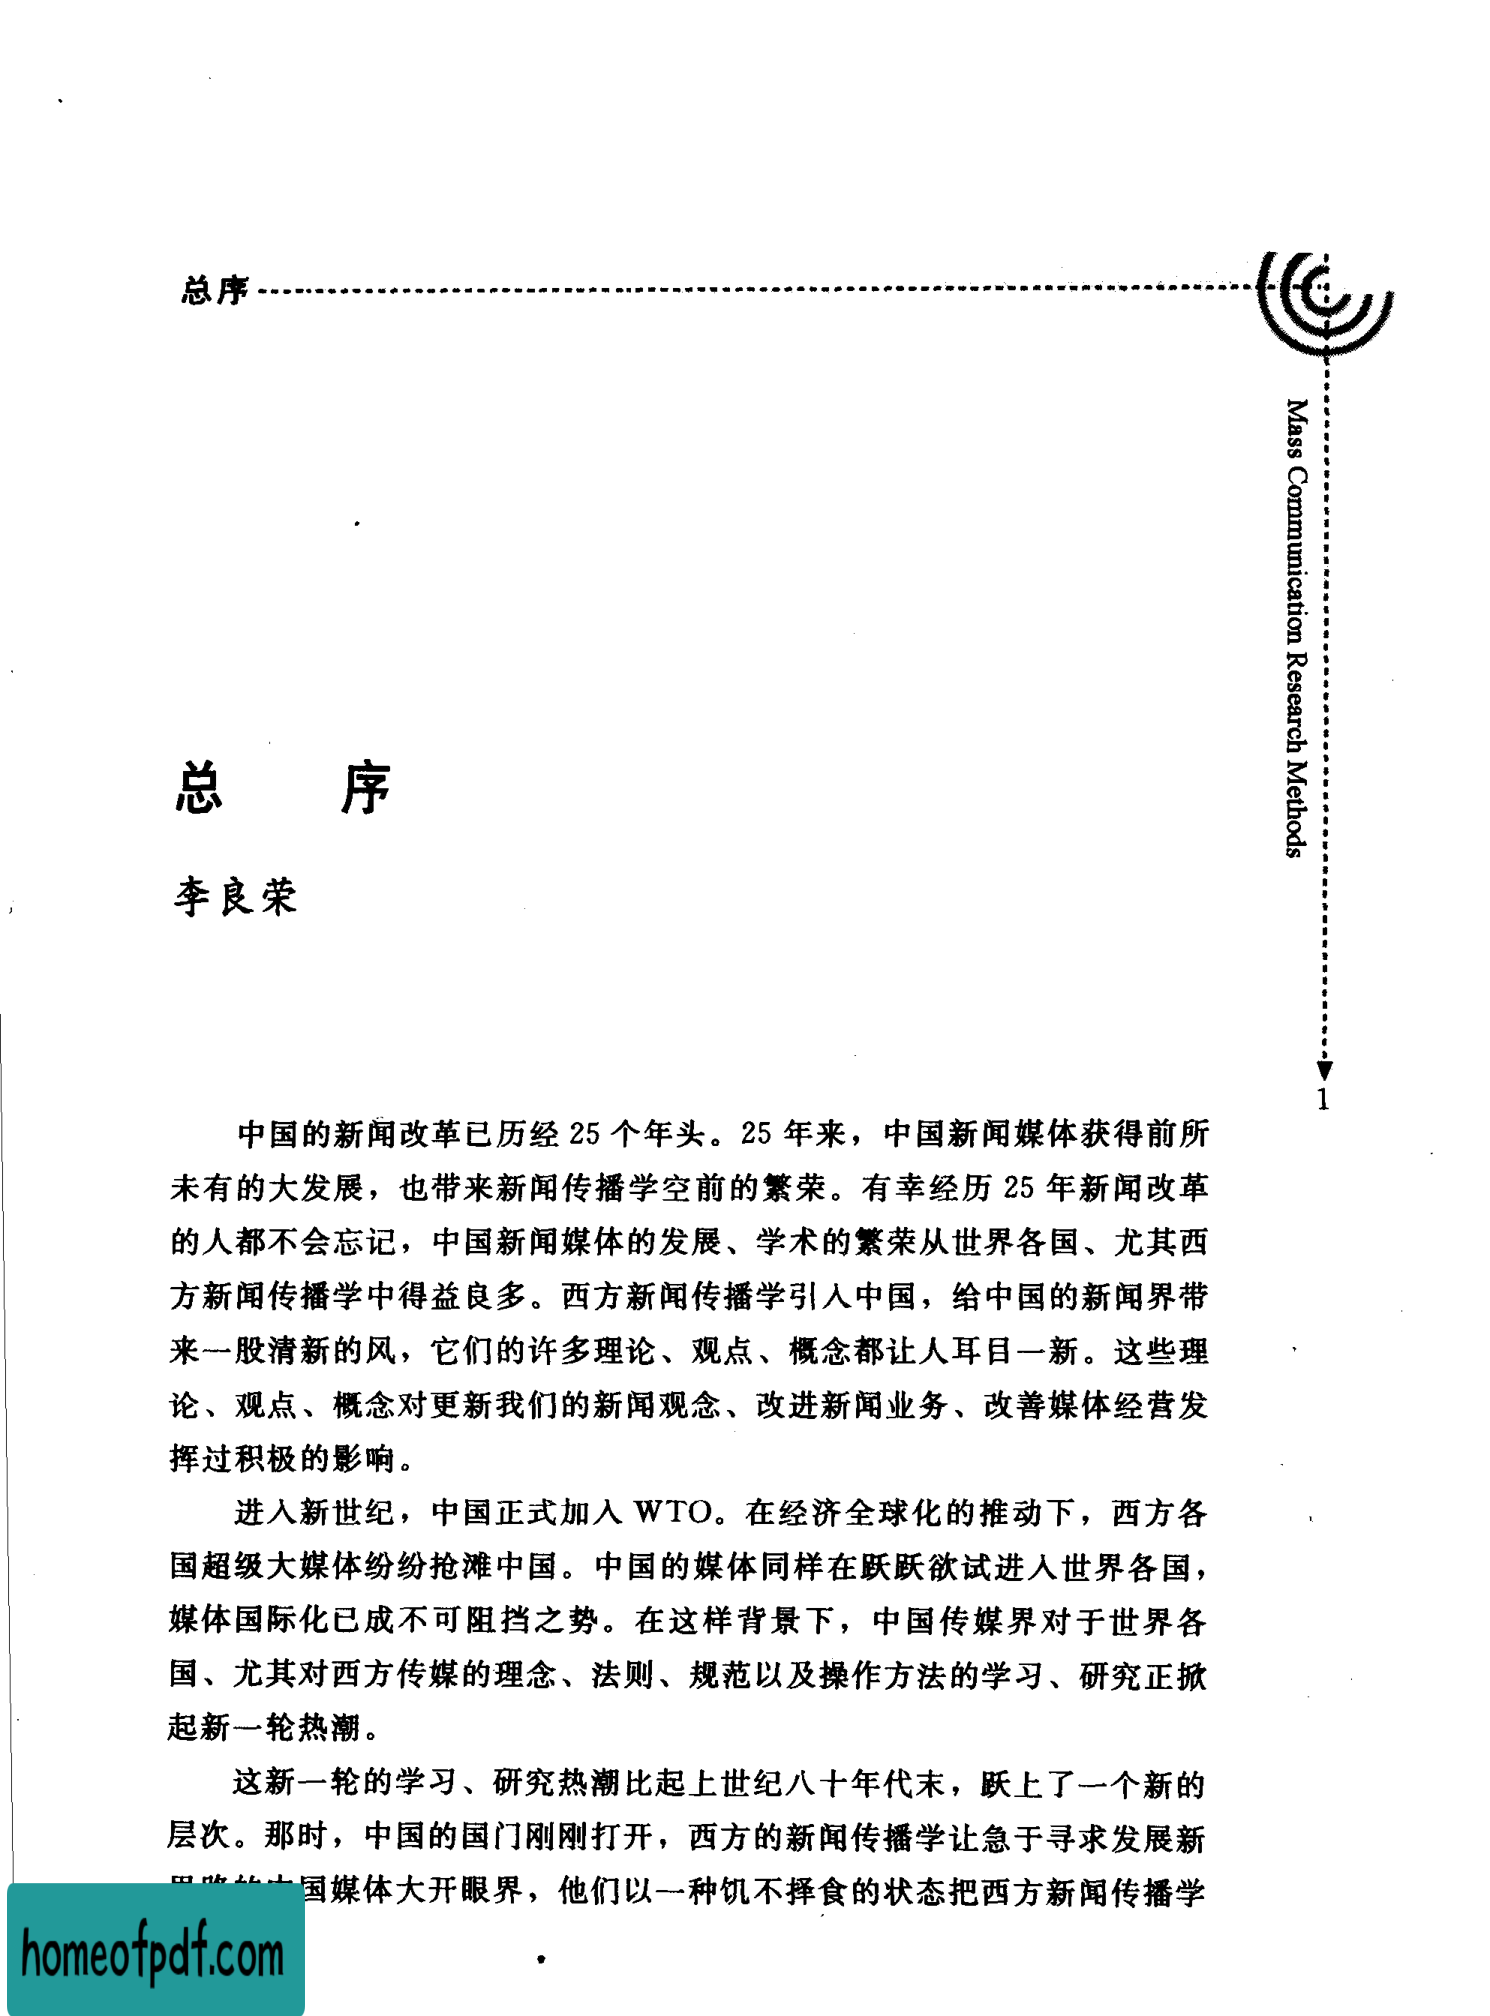 总序
Mass Communication Research Methods
1
总 序
李良荣
中国的新闻改革已历经 25 个年头。25 年来，中国新闻媒体获得前所
未有的大发展，也带来新闻传播学空前的繁荣。有幸经历 25 年新闻改革
的人都不会忘记，中国新闻媒体的发展、学术的繁荣从世界各国、尤其西
方新闻传播学中得益良多。西方新闻传播学引入中国，给中国的新闻界带
来一股清新的风，它们的许多理论、观点、概念都让人耳目一新。这些理
论、观点、概念对更新我们的新闻观念、改进新闻业务、改善媒体经营发
挥过积极的影响。
进入新世纪，中国正式加入 WTO。在经济全球化的推动下，西方各
国超级大媒体纷纷抢滩中国。中国的媒体同样在跃跃欲试进入世界各国，
媒体国际化已成不可阻挡之势。在这样背景下，中国传媒界对于世界各
国、尤其对西方传媒的理念、法则、规范以及操作方法的学习、研究正掀
起新一轮热潮。
这新一轮的学习、研究热潮比起上世纪八十年代末，跃上了一个新的
层次。那时，中国的国门刚刚打开，西方的新闻传播学让急于寻求发展新
国媒体大开眼界，他们以一种饥不择食的状态把西方新闻传播学
homeofpdf.com